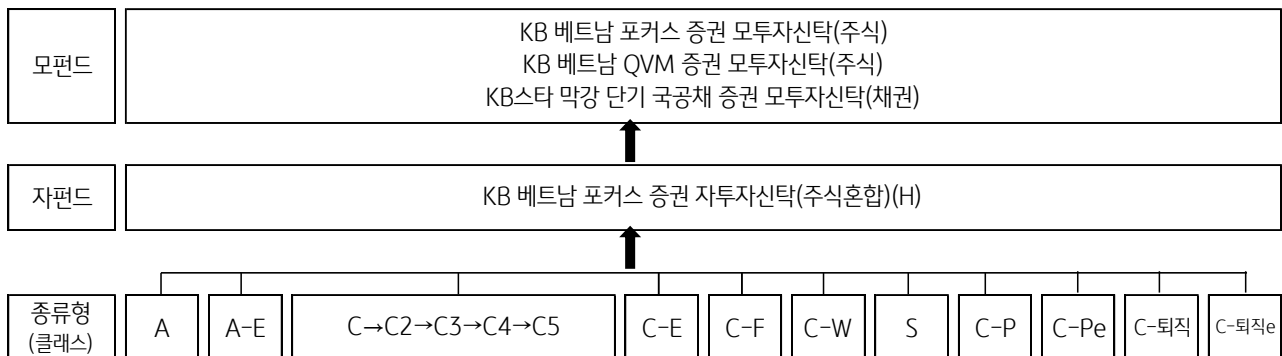 모펀드
KB 베트남 포커스 증권 모투자신탁(주식)
KB 베트남 QVM 증권 모투자신탁(주식)
KB스타 막강 단기 국공채 증권 모투자신탁(채권)
자펀드
KB 베트남 포커스 증권 자투자신탁(주식혼합)(H)
종류형
(클래스)
A
A-E
C→C2→C3→C4→C5
C-E
C-F
C-W
S
C-P
C-Pe
C-퇴직
C-퇴직e